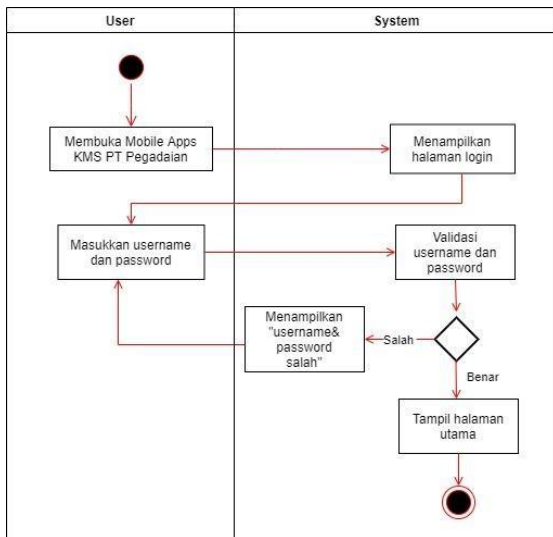 User
System
Membuka Mobile Apps
KMS PT Pegadaian
Menampilkan
halaman login
Masukkan username
dan password
Validasi
username dan
password
Menampilkan
"username&
password
salah"
Salah
Benar
Tampil halaman
utama